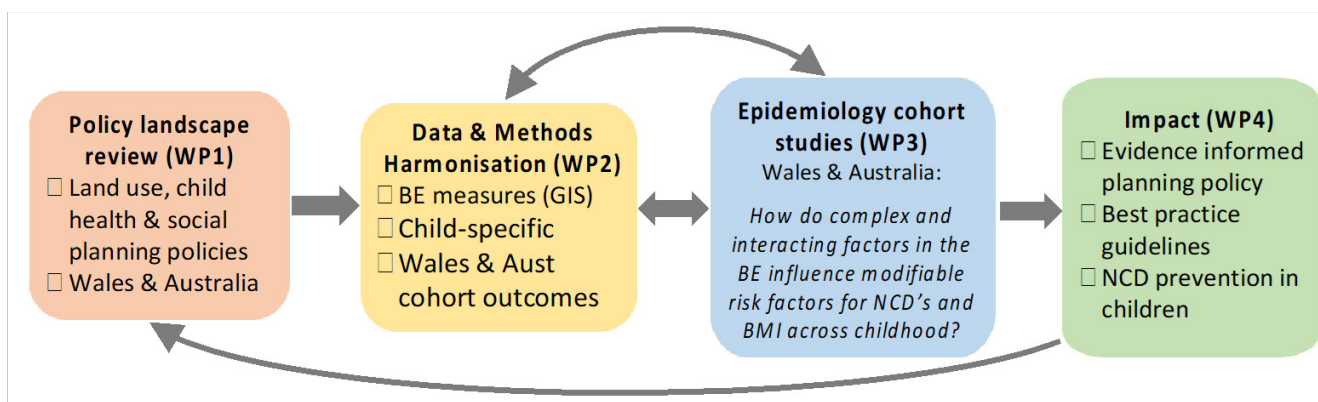 Policy landscape
review (WP1)
□ Land use, child
health & social
planning policies
□ Wales & Australia
Data & Methods
Harmonisation (WP2)
□ BE measures (GIS)
□ Child-specific
□ Wales & Aust
cohort outcomes
Epidemiology cohort
studies (WP3)
Wales & Australia:
How do complex and
interacting factors in the
BE influence modifiable
risk factors for NCD’s and
BMI across childhood?
Impact (WP4)
□ Evidence informed
planning policy
□ Best practice
guidelines
□ NCD prevention in
children